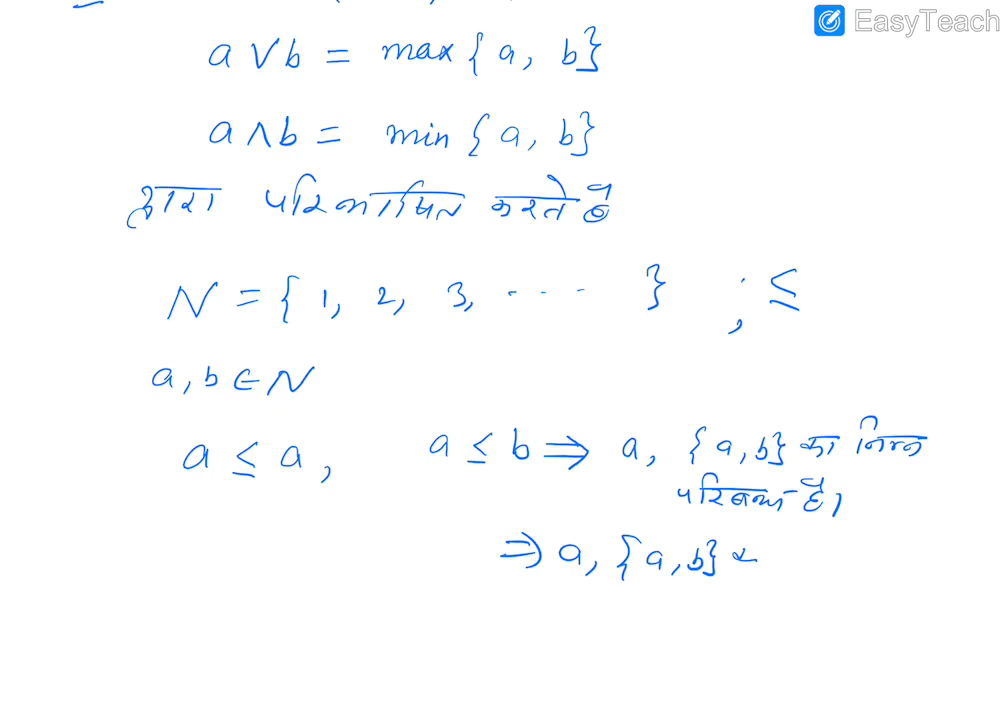 EasyTeach
a ∨ b = max { a, b}
a ∧ b = min { a, b}
द्वारा परिभाषित करते हैं
N = { 1, 2, 3, ··· } ; ≤
a, b ∈ N
a ≤ a, a ≤ b ⇒ a, {a, b} का निम्न
परिबन्ध है।
⇒ a, {a, b}